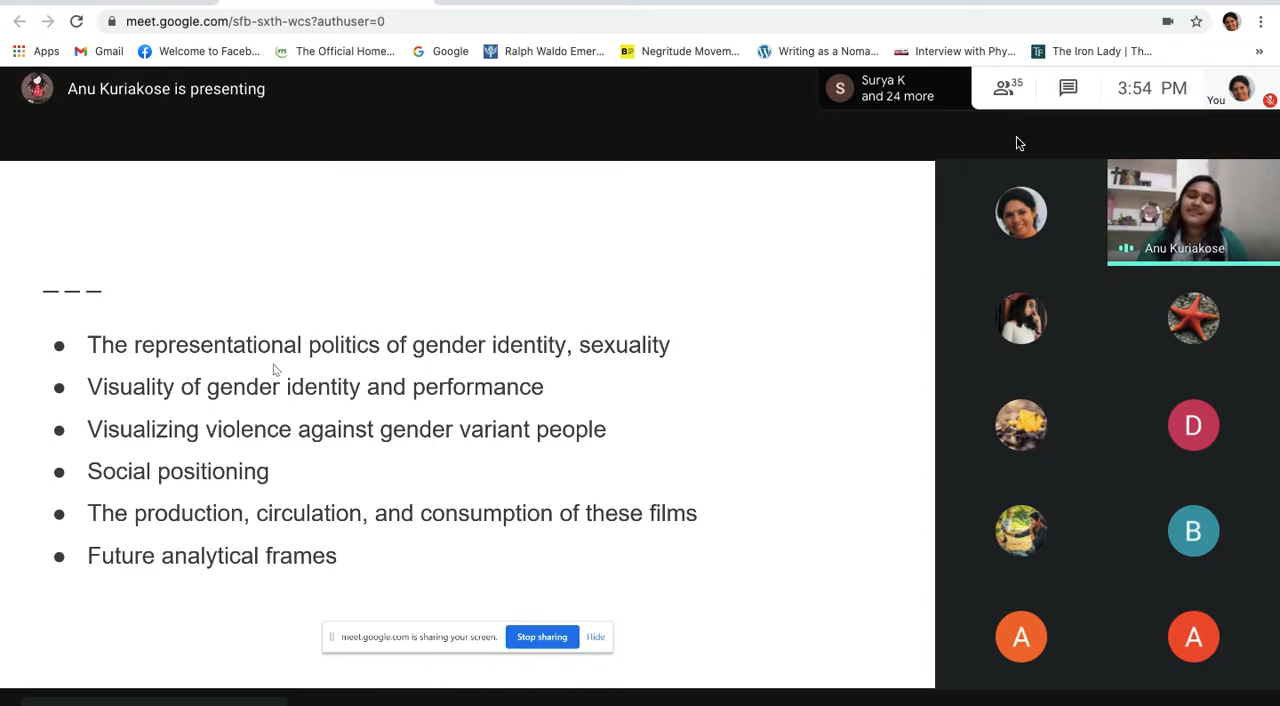 meet.google.com/sfb-sxth-wcs?authuser=0
Apps Gmail Welcome to Faceb... The Official Home... Google Ralph Waldo Emer... BP Negritude Movem... Writing as a Noma... Interview with Phy... TF The Iron Lady | Th... »
Anu Kuriakose is presenting
S Surya K
and 24 more
35
3:54 PM
You
Anu Kuriakose
– – –
● The representational politics of gender identity, sexuality
● Visuality of gender identity and performance
● Visualizing violence against gender variant people
● Social positioning
● The production, circulation, and consumption of these films
● Future analytical frames
D
B
A
A
meet.google.com is sharing your screen. Stop sharing Hide